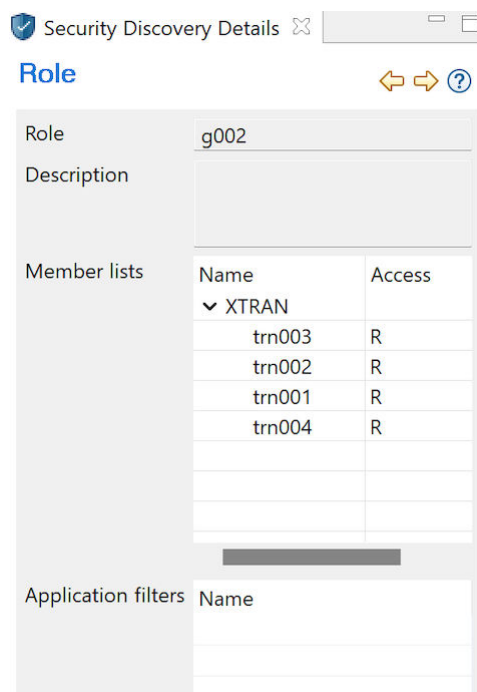 Security Discovery Details
Role
Role g002
Description
Member lists Name Access
XTRAN
trn003 R
trn002 R
trn001 R
trn004 R
Application filters Name